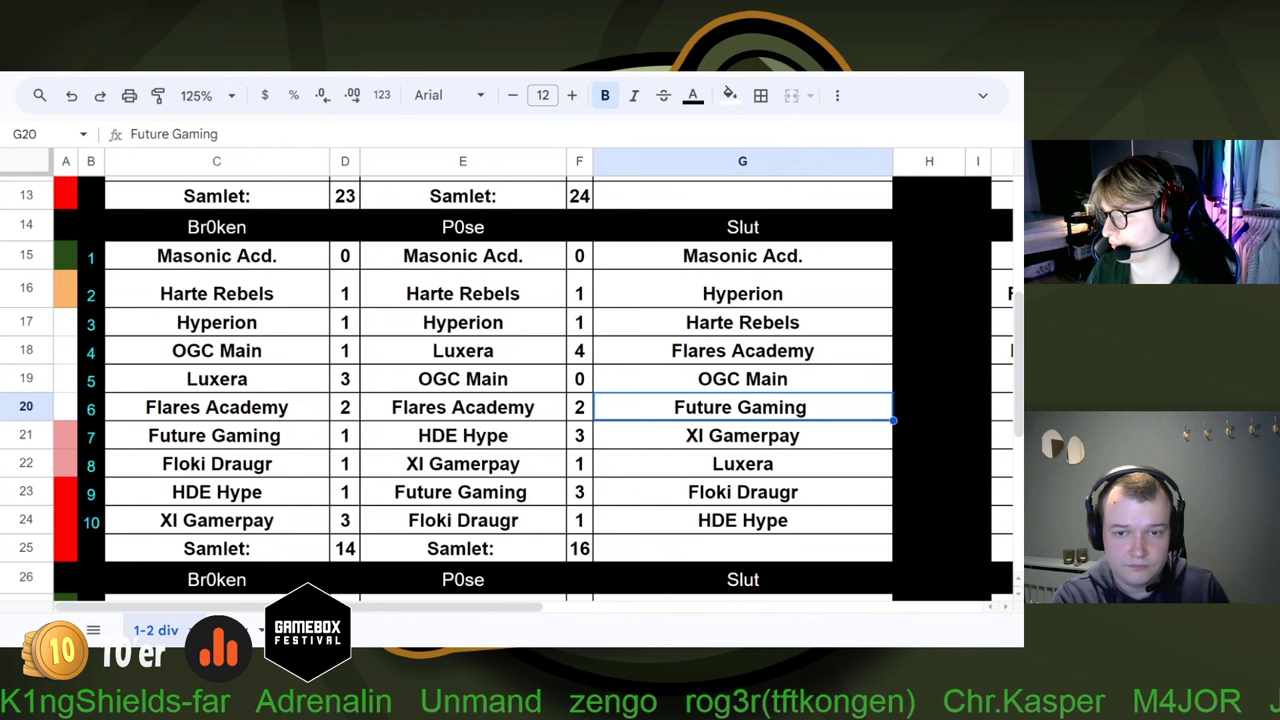 125% $ % .0 .00 123 Arial 12 B I A
G20 fx Future Gaming
A B C D E F G H I
13 Samlet: 23 Samlet: 24
14 Br0ken P0se Slut
15 1 Masonic Acd. 0 Masonic Acd. 0 Masonic Acd.
16 2 Harte Rebels 1 Harte Rebels 1 Hyperion
17 3 Hyperion 1 Hyperion 1 Harte Rebels
18 4 OGC Main 1 Luxera 4 Flares Academy
19 5 Luxera 3 OGC Main 0 OGC Main
20 6 Flares Academy 2 Flares Academy 2 Future Gaming
21 7 Future Gaming 1 HDE Hype 3 XI Gamerpay
22 8 Floki Draugr 1 XI Gamerpay 1 Luxera
23 9 HDE Hype 1 Future Gaming 3 Floki Draugr
24 10 XI Gamerpay 3 Floki Draugr 1 HDE Hype
25 Samlet: 14 Samlet: 16
26 Br0ken P0se Slut
1-2 div
10 10'er
GAMEBOX
FESTIVAL
K1ngShields-far Adrenalin Unmand zengo rog3r(tftkongen) Chr.Kasper M4JOR